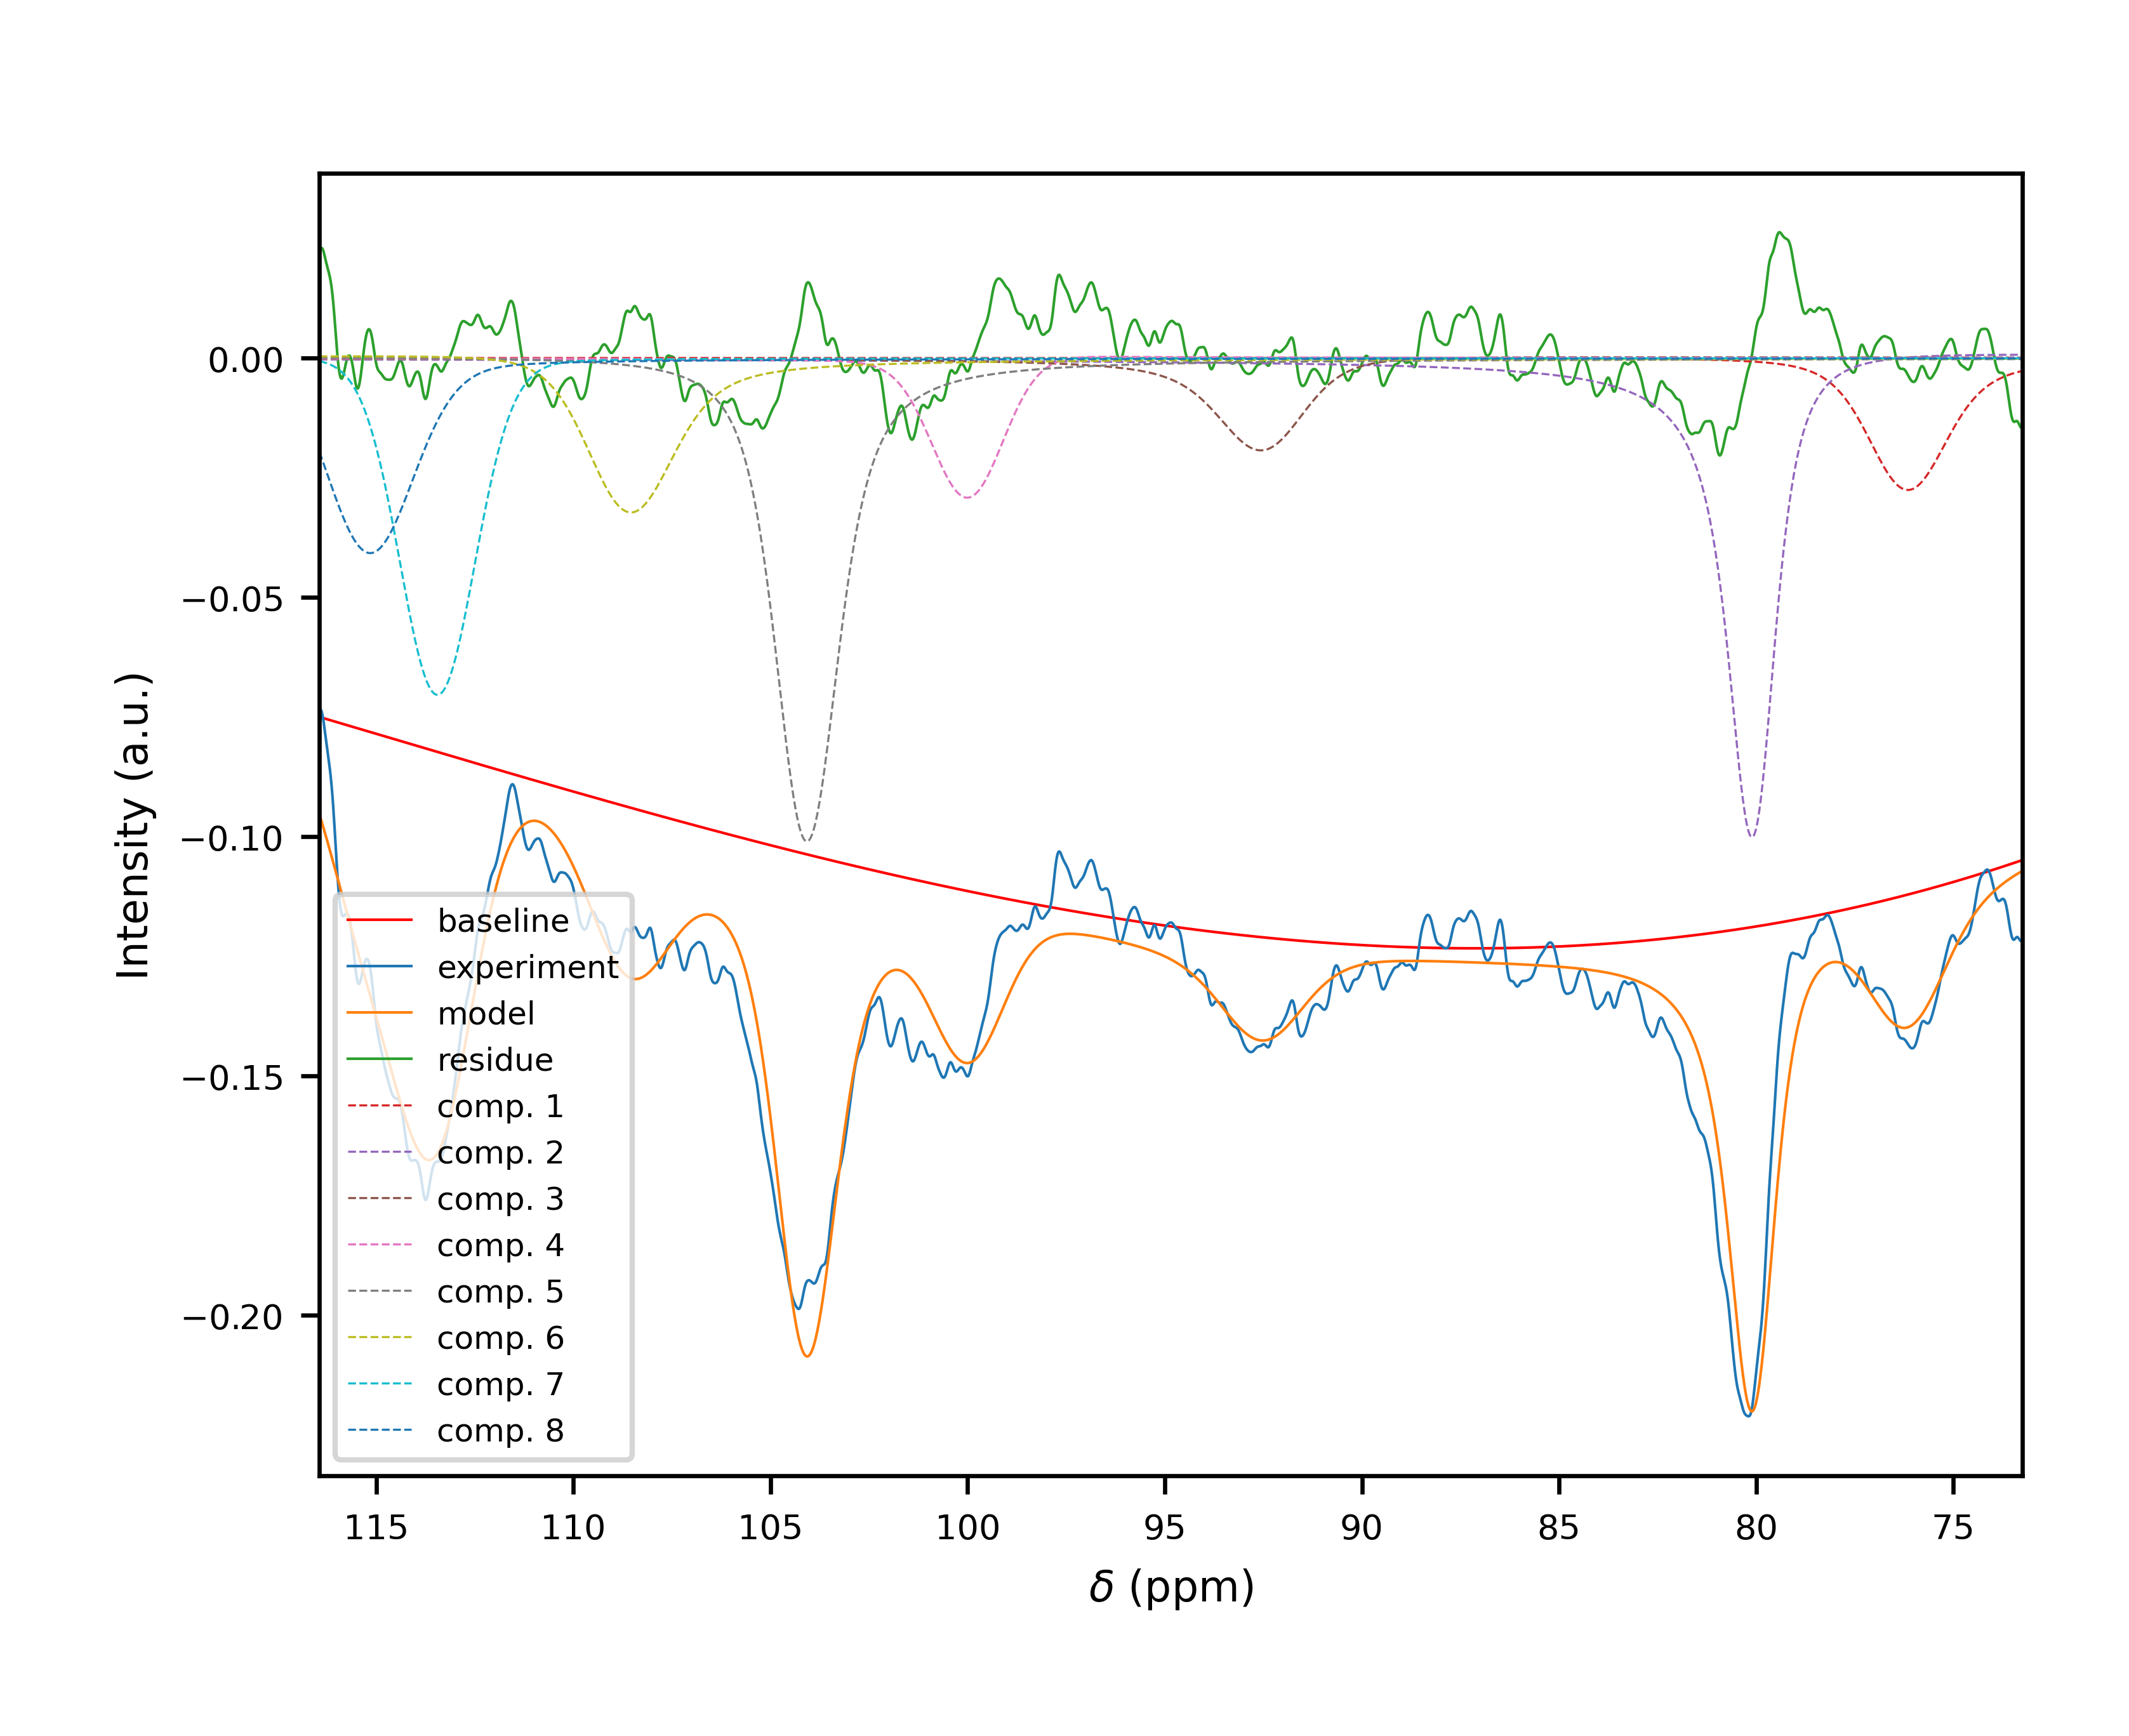 0.00
−0.05
−0.10
−0.15
−0.20
Intensity (a.u.)
baseline
experiment
model
residue
comp. 1
comp. 2
comp. 3
comp. 4
comp. 5
comp. 6
comp. 7
comp. 8
115 110 105 100 95 90 85 80 75
δ (ppm)